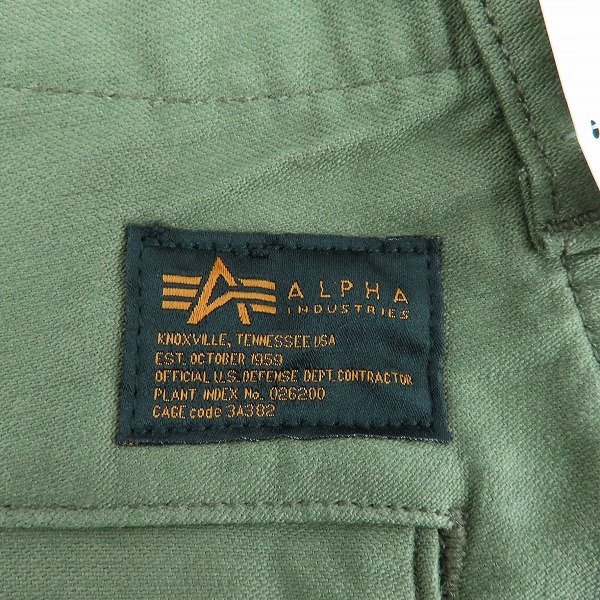 ALPHA
INDUSTRIES
KNOXVILLE, TENNESSEE USA
EST. OCTOBER 1959
OFFICIAL U.S. DEFENSE DEPT. CONTRACTOR
PLANT INDEX No. 026200
CAGE code 3A382